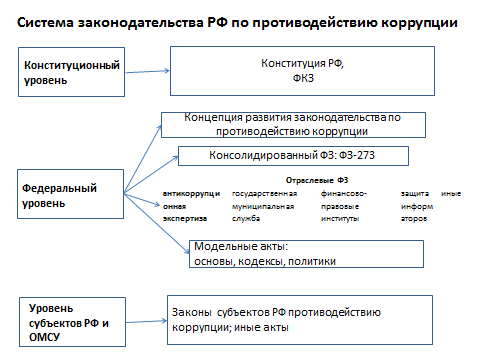 Система законодательства РФ по противодействию коррупции
Конституционный
уровень
Конституция РФ,
ФКЗ
Концепция развития законодательства по
противодействию коррупции
Консолидированный ФЗ: ФЗ-273
Федеральный
уровень
Отраслевые ФЗ
антикоррупци государственная финансово- защита иные
онная муниципальная правовые информ
экспертиза служба институты аторов
Модельные акты:
основы, кодексы, политики
Уровень
субъектов РФ и
ОМСУ
Законы субъектов РФ противодействию
коррупции; иные акты